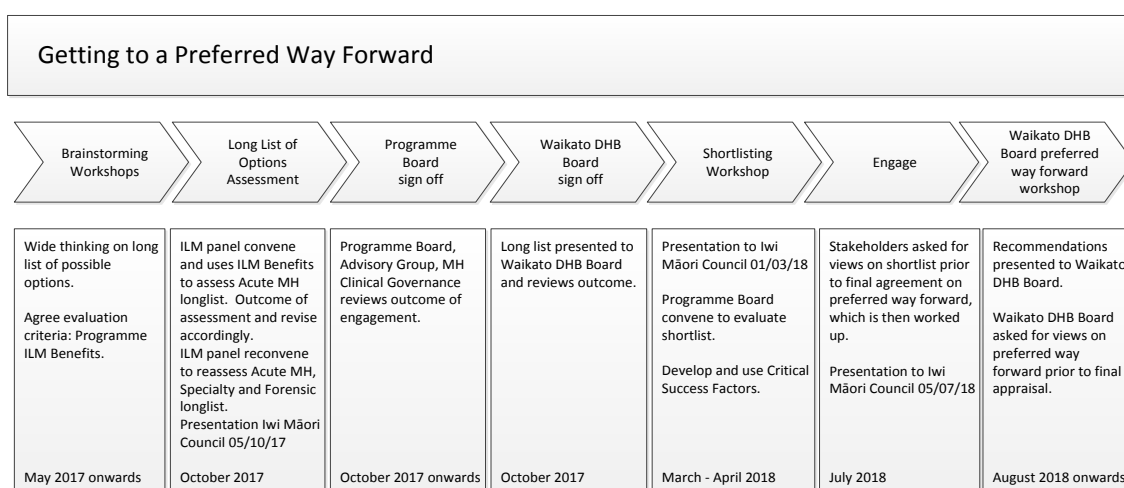 Getting to a Preferred Way Forward
Brainstorming
Workshops
Long List of
Options
Assessment
Programme
Board
sign off
Waikato DHB
Board
sign off
Shortlisting
Workshop
Engage
Waikato DHB
Board preferred
way forward
workshop
Wide thinking on long
list of possible
options.
Agree evaluation
criteria: Programme
ILM Benefits.
May 2017 onwards
ILM panel convene
and uses ILM Benefits
to assess Acute MH
longlist. Outcome of
assessment and revise
accordingly.
ILM panel reconvene
to reassess Acute MH,
Specialty and Forensic
longlist.
Presentation Iwi Māori
Council 05/10/17
October 2017
Programme Board,
Advisory Group, MH
Clinical Governance
reviews outcome of
engagement.
October 2017 onwards
Long list presented to
Waikato DHB Board
and reviews outcome.
October 2017
Presentation to Iwi
Māori Council 01/03/18
Programme Board
convene to evaluate
shortlist.
Develop and use Critical
Success Factors.
March - April 2018
Stakeholders asked for
views on shortlist prior
to final agreement on
preferred way forward,
which is then worked
up.
Presentation to Iwi
Māori Council 05/07/18
July 2018
Recommendations
presented to Waikato
DHB Board.
Waikato DHB Board
asked for views on
preferred way
forward prior to final
appraisal.
August 2018 onwards